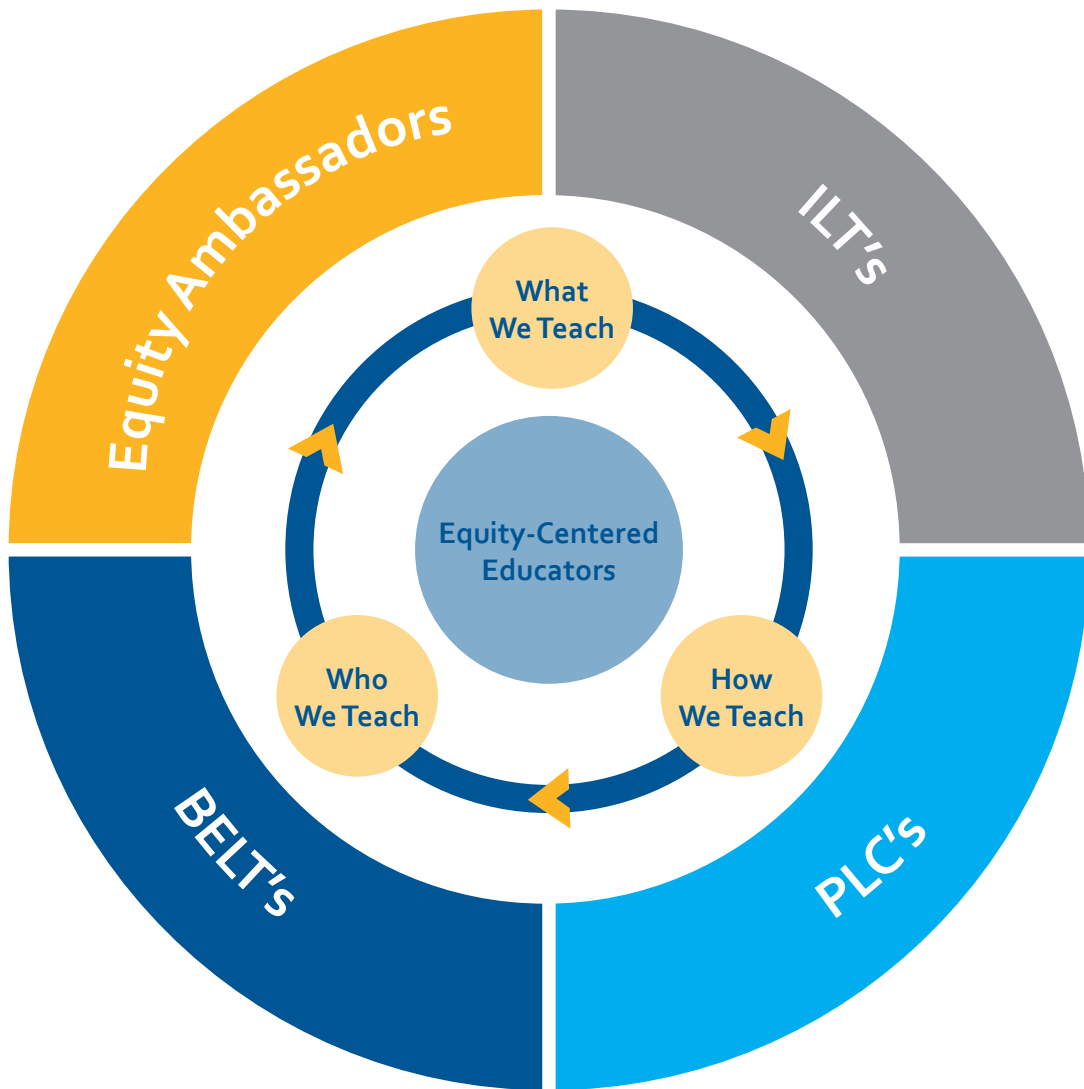 Equity Ambassadors
ILT's
What
We Teach
Equity-Centered
Educators
Who
We Teach
How
We Teach
BELT's
PLC's